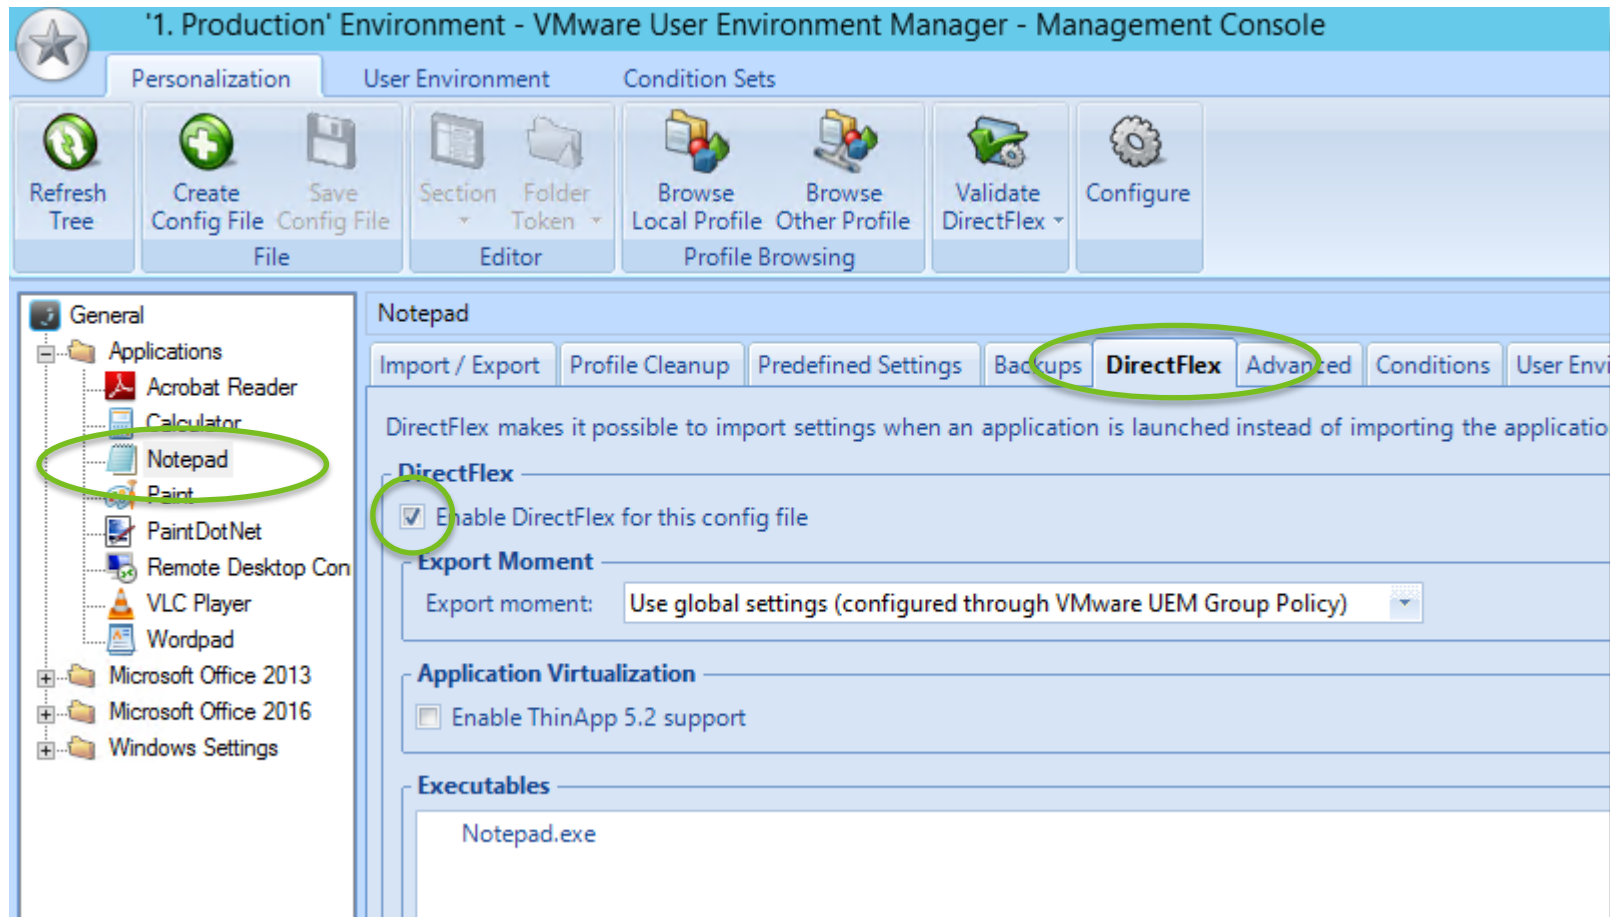 '1. Production' Environment - VMware User Environment Manager - Management Console
Personalization User Environment Condition Sets
Refresh Tree
Create Config File
Save Config File
Section
Folder Token
Browse Local Profile
Browse Other Profile
Validate DirectFlex
Configure
File Editor Profile Browsing
General
Applications
Acrobat Reader
Calculator
Notepad
Paint
PaintDotNet
Remote Desktop Con
VLC Player
Wordpad
Microsoft Office 2013
Microsoft Office 2016
Windows Settings
Notepad
Import / Export Profile Cleanup Predefined Settings Backups DirectFlex Advanced Conditions User Envi
DirectFlex makes it possible to import settings when an application is launched instead of importing the applicatio
DirectFlex
Enable DirectFlex for this config file
Export Moment
Export moment: Use global settings (configured through VMware UEM Group Policy)
Application Virtualization
Enable ThinApp 5.2 support
Executables
Notepad.exe